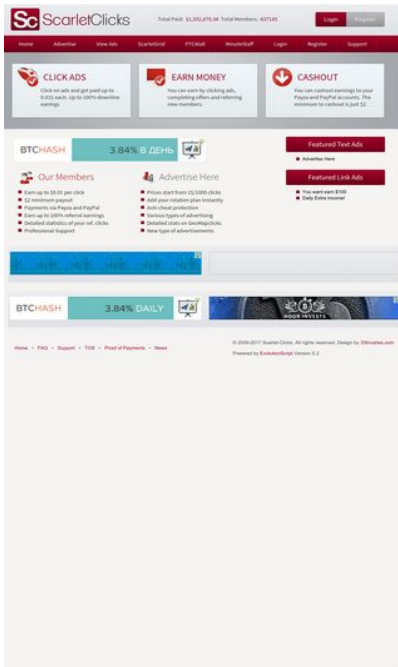 Sc ScarletClicks
Total Paid: $1,532,070.34 Total Members: 637145
Login
Register
Home Advertise View Ads ScarletGrid PTCWall MinuteStaff Login Register Support
CLICK ADS
Click on ads and get paid up to
0.01$ each. Up to 100% downline
earnings
EARN MONEY
You can earn by clicking ads,
completing offers and referring
new members.
CASHOUT
You can cashout earnings to your
Payza and PayPal accounts. The
minimum to cashout is just $2.
BTCHASH 3.84% В ДЕНЬ
Our Members
Earn up to $0.01 per click
$2 minimum payout
Payments via Payza and PayPal
Earn up to 100% referral earnings
Detailed statistics of your ref. clicks
Professional Support
Advertise Here
Prices start from 1$/1000 clicks
Add your rotation plan instantly
Anti-cheat protection
Various types of advertising
Detailed stats on GeoMapclicks
New type of advertisements
Featured Text Ads
Advertise Here
Featured Link Ads
You want earn $100
Daily Extra Income!
BTCHASH 3.84% DAILY
HOUR INVESTS
Home • FAQ • Support • TOS • Proof of Payments • News
© 2009-2017 Scarlet-Clicks. All rights reserved. Design by
Powered by EvolutionScript Version 5.2